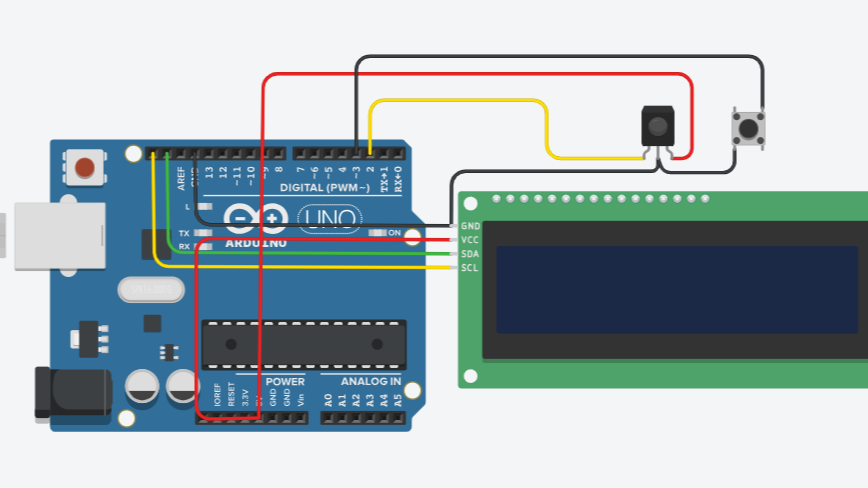 AREF
GND
13
12
~11
~10
~9
8
7
~6
~5
4
~3
2
TX→1
RX←0
DIGITAL (PWM~)
L
TX
RX
UNO
ARDUINO
ON
GND
VCC
SDA
SCL
POWER
ANALOG IN
IOREF
RESET
3.3V
GND
GND
Vin
A0
A1
A2
A3
A4
A5